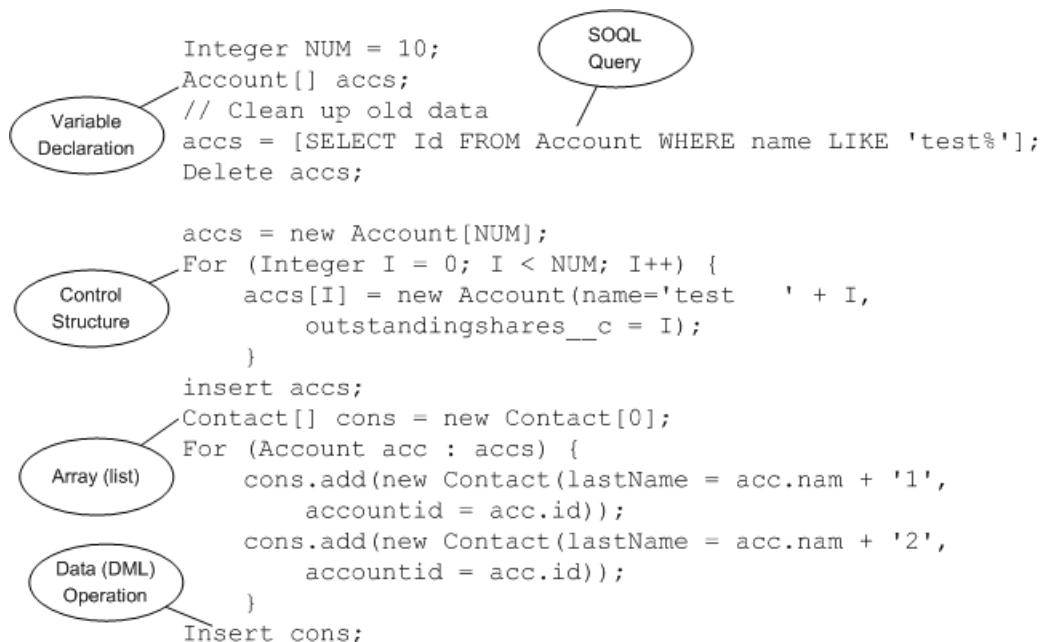 SOQL
Query
Integer NUM = 10;
Account[] accs;
// Clean up old data
Variable
Declaration
accs = [SELECT Id FROM Account WHERE name LIKE 'test%'];
Delete accs;
accs = new Account[NUM];
For (Integer I = 0; I < NUM; I++) {
Control
Structure
accs[I] = new Account(name='test   ' + I,
outstandingshares__c = I);
}
insert accs;
Contact[] cons = new Contact[0];
For (Account acc : accs) {
Array (list)
cons.add(new Contact(lastName = acc.nam + '1',
accountid = acc.id));
cons.add(new Contact(lastName = acc.nam + '2',
accountid = acc.id));
Data (DML)
Operation
}
Insert cons;